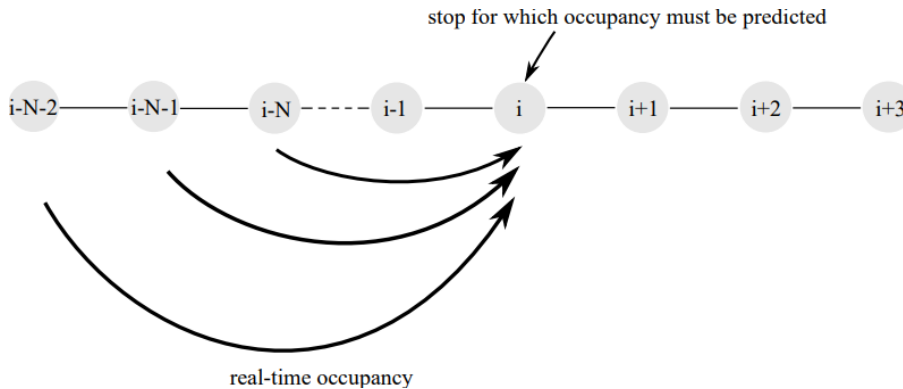 stop for which occupancy must be predicted
i-N-2 i-N-1 i-N i-1 i i+1 i+2 i+3
real-time occupancy